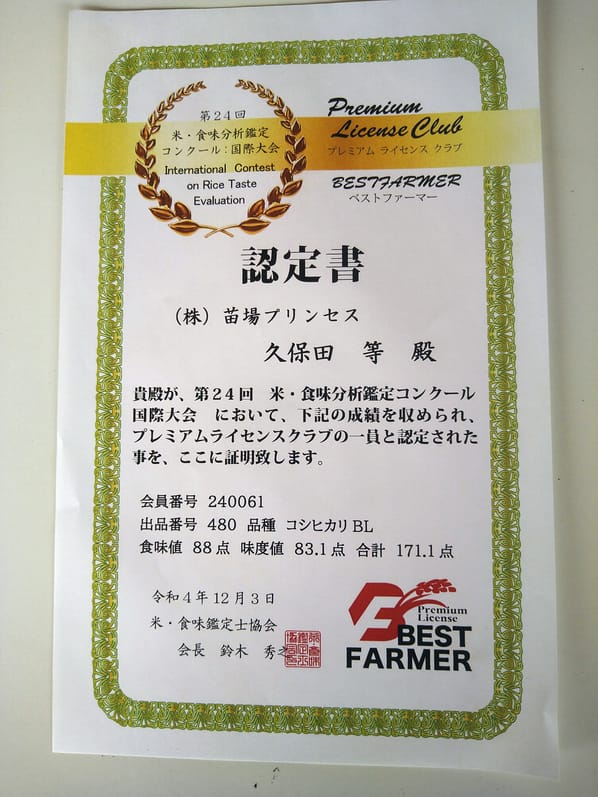 第24回
米・食味分析鑑定
コンクール:国際大会
International Contest
on Rice Taste
Evaluation
Premium
License Club
プレミアム ライセンス クラブ
BESTFARMER
ベストファーマー
認定書
(株)苗場プリンセス
久保田 等 殿
貴殿が、第24回 米・食味分析鑑定コンクール
国際大会 において、下記の成績を収められ、
プレミアムライセンスクラブの一員と認定された
事を、ここに証明致します。
会員番号 240061
出品番号 480 品種 コシヒカリBL
食味値 88点 味度値 83.1点 合計 171.1点
令和4年12月3日
米・食味鑑定士協会
会長 鈴木 秀之
Premium
License
BEST
FARMER